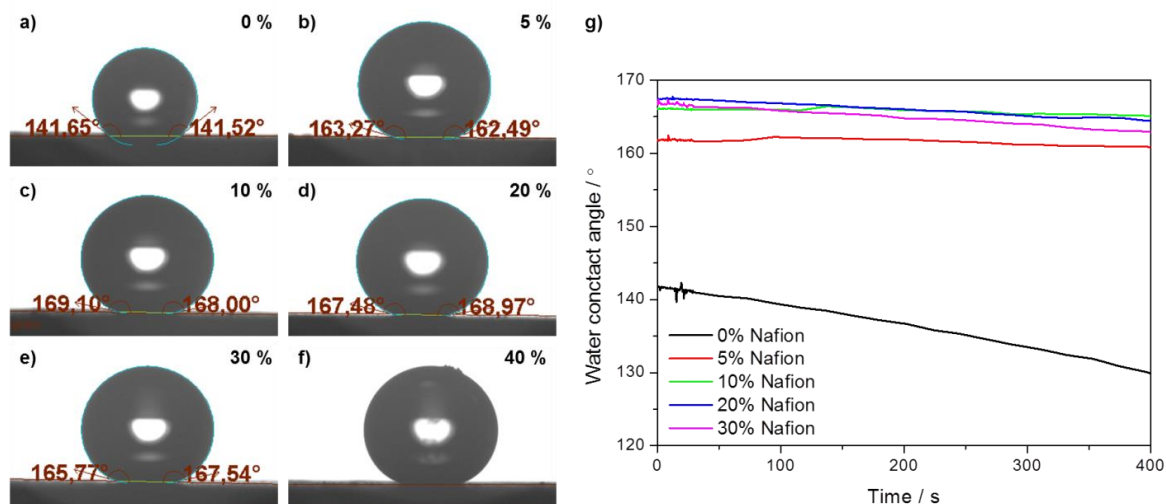 a) 0 %
141,65° 141,52°
b) 5 %
163,27° 162,49°
c) 10 %
169,10° 168,00°
d) 20 %
167,48° 168,97°
e) 30 %
165,77° 167,54°
f) 40 %
g)
170
160
150
140
130
120
Water conctact angle / °
0% Nafion
5% Nafion
10% Nafion
20% Nafion
30% Nafion
0 100 200 300 400
Time / s